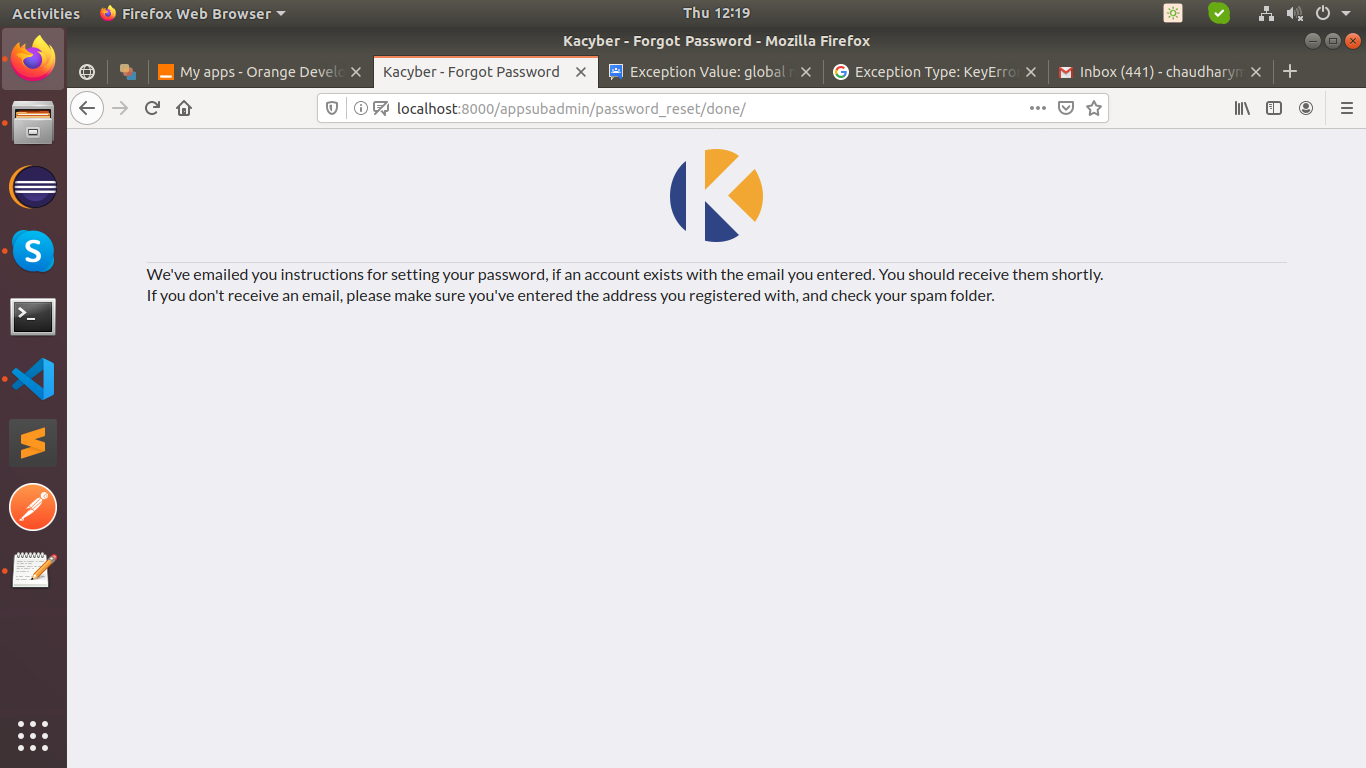 Activities
Firefox Web Browser
Thu 12:19
Kacyber - Forgot Password - Mozilla Firefox
My apps - Orange Develo
Kacyber - Forgot Password
Exception Value: global
Exception Type: KeyErro
Inbox (441) - chaudharym
localhost:8000/appsubadmin/password_reset/done/
We've emailed you instructions for setting your password, if an account exists with the email you entered. You should receive them shortly.
If you don't receive an email, please make sure you've entered the address you registered with, and check your spam folder.